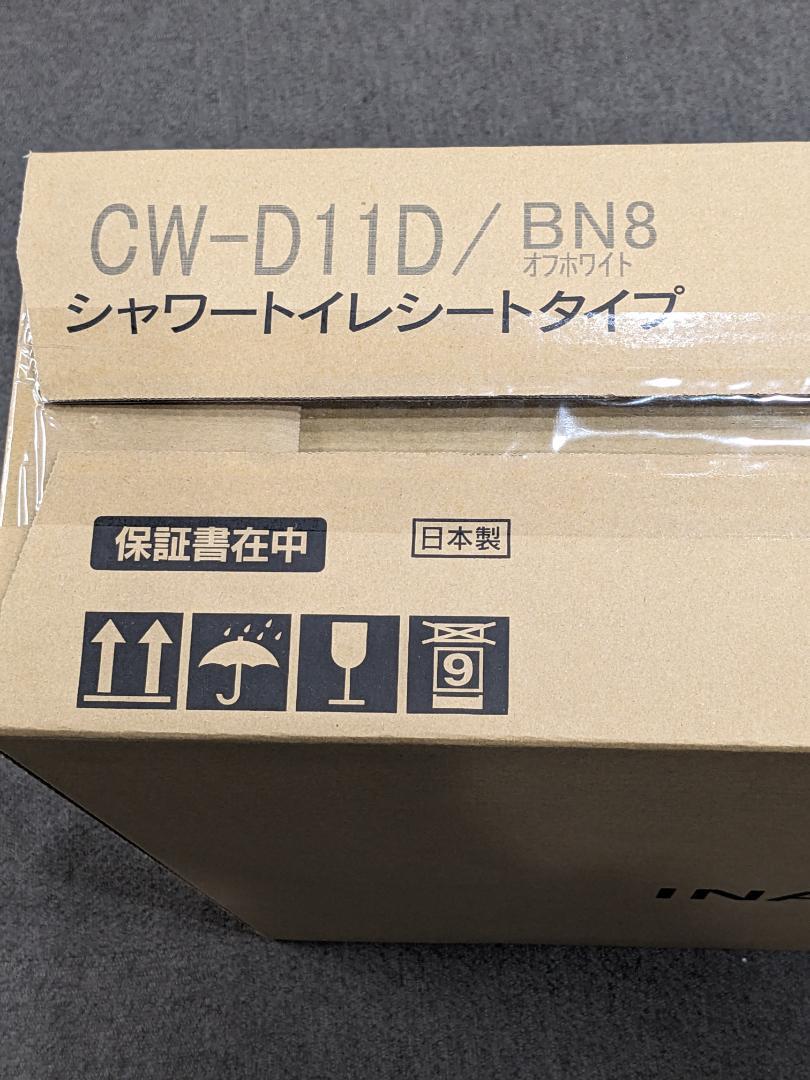 CW-D11D/BN8
オフホワイト
シャワートイレシートタイプ
保証書在中
日本製
9
INA